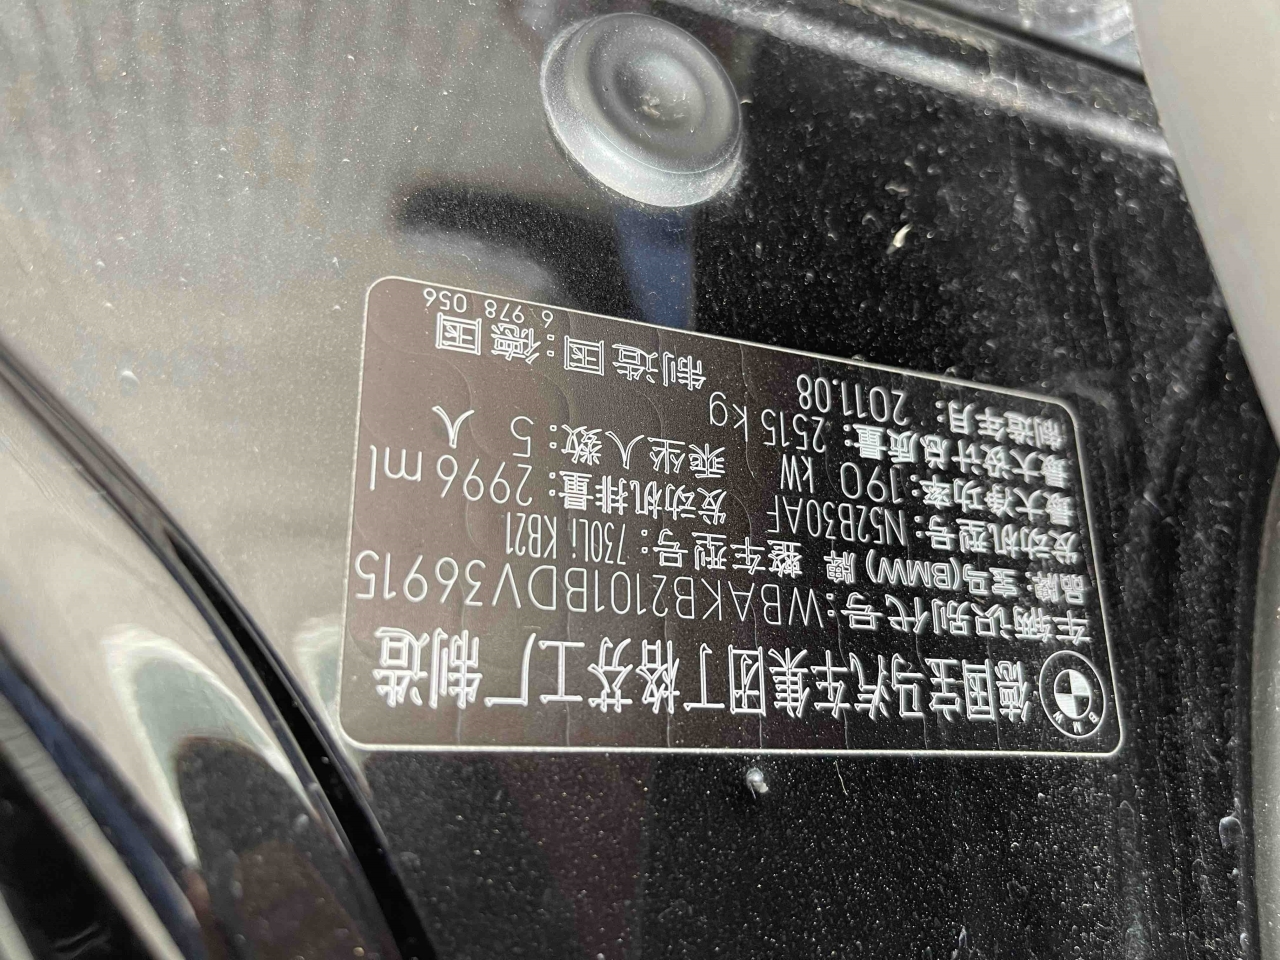 德国宝马汽车集团丁格芬工厂 制造
车辆识别代号:WBAKB2101BDV36915
品牌:宝马(BMW) 牌 整车型号:730Li KB21
发动机型号:N52B30AF 发动机排量:2996 ml
最大净功率:190 kW 乘坐人数:5 人
最大设计总质量:2515 kg
制造年月:2011.08 制造国:德国
6 978 056
BMW